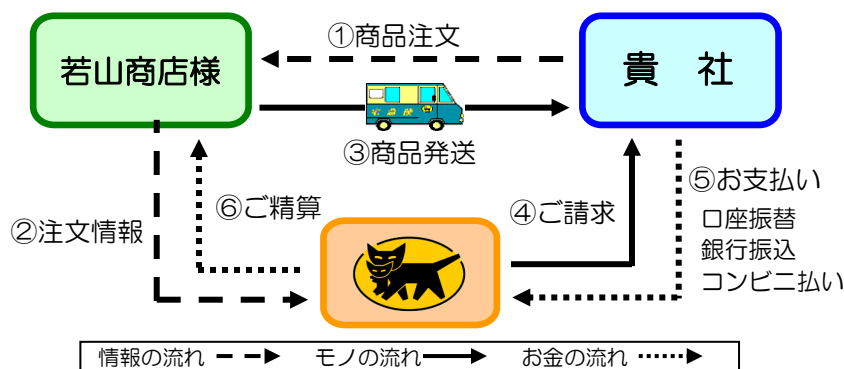 ①商品注文
若山商店様
貴 社
③商品発送
②注文情報
⑥ご精算
④ご請求
⑤お支払い
口座振替
銀行振込
コンビニ払い
情報の流れ モノの流れ お金の流れ